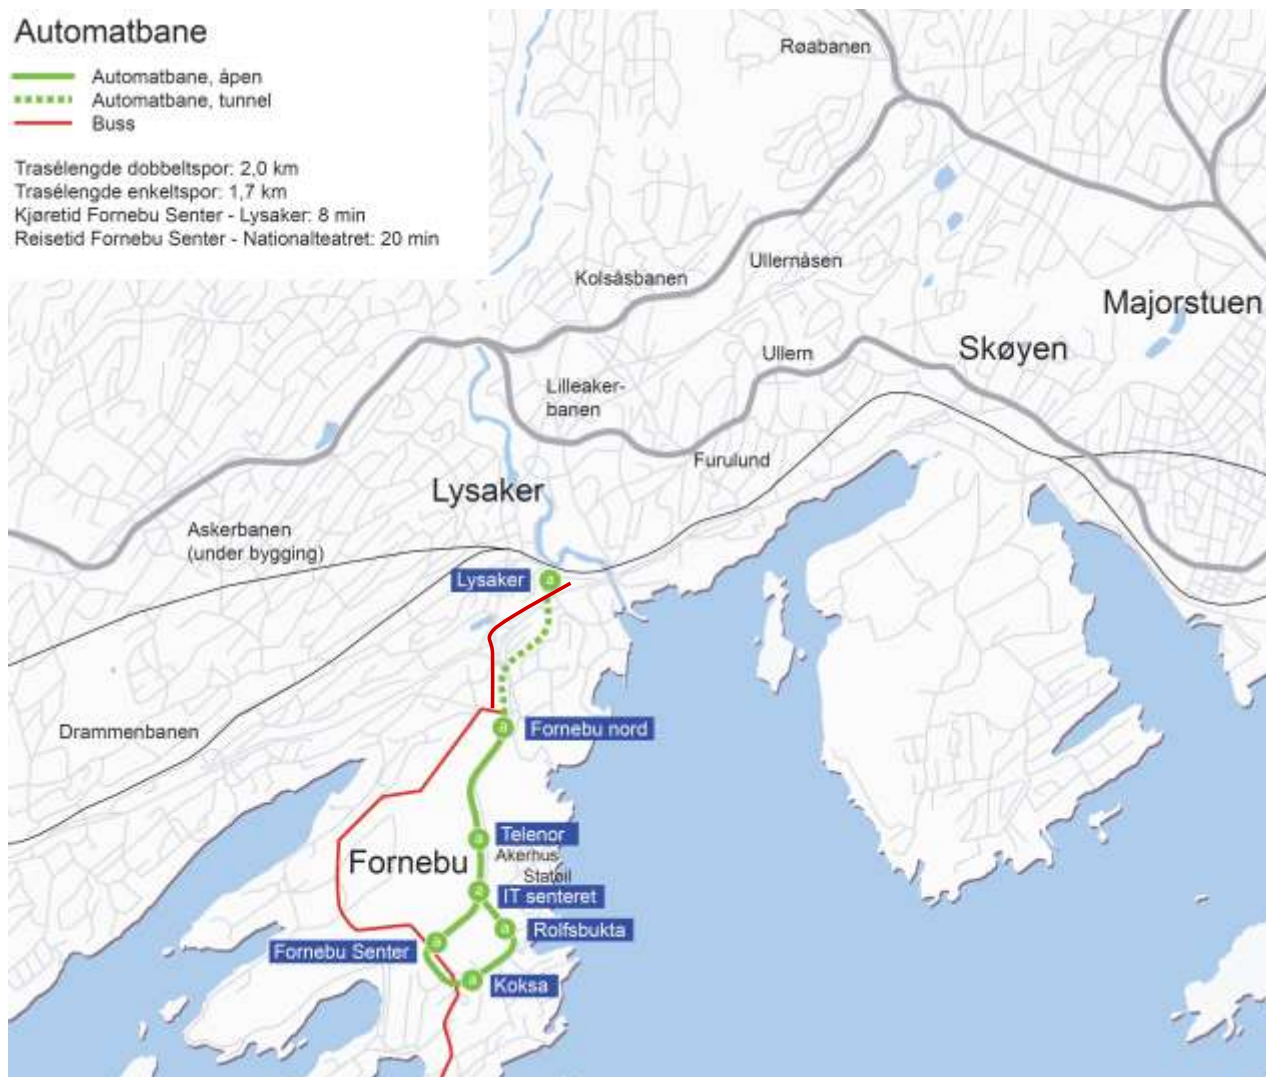 Automatbane
Automatbane, åpen
Automatbane, tunnel
Buss
Trasélengde dobbeltspor: 2,0 km
Trasélengde enkeltspor: 1,7 km
Kjøretid Fornebu Senter - Lysaker: 8 min
Reisetid Fornebu Senter - Nationalteatret: 20 min
Røabanen
Ullernåsen
Kolsåsbanen
Majorstuen
Skøyen
Ullern
Lilleaker-
banen
Furulund
Lysaker
Askerbanen
(under bygging)
Lysaker
a
Drammenbanen
Fornebu nord
a
Telenor
a
Akerhus
Fornebu
Statoil
IT senteret
a
Rolfsbukta
a
Fornebu Senter
a
Koksa
a